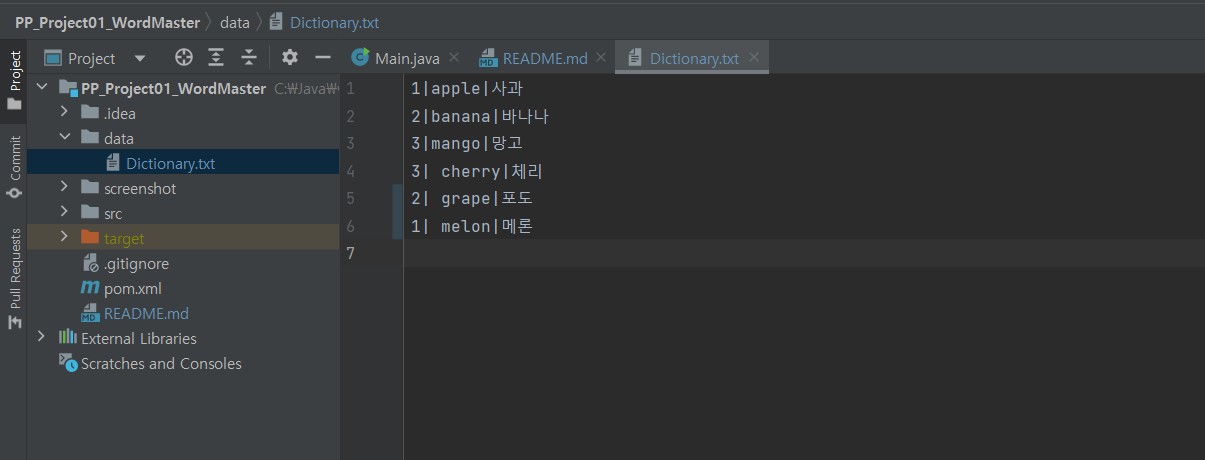 PP_Project01_WordMaster 〉 data 〉 Dictionary.txt
Project
Commit
Pull Requests
Project
Main.java
README.md
Dictionary.txt
PP_Project01_WordMaster C:₩Java₩
.idea
data
Dictionary.txt
screenshot
src
target
.gitignore
pom.xml
README.md
External Libraries
Scratches and Consoles
1 1|apple|사과
2 2|banana|바나나
3 3|mango|망고
4 3| cherry|체리
5 2| grape|포도
6 1| melon|메론
7